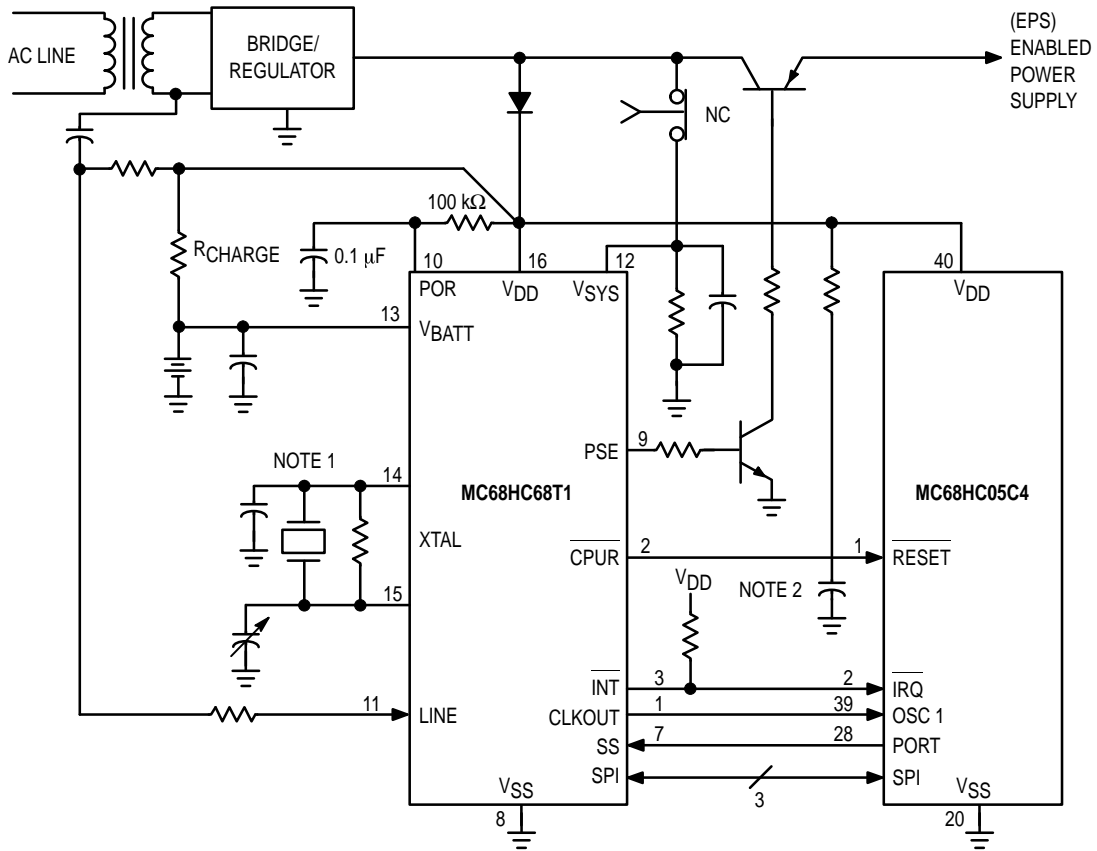 (EPS)
ENABLED
POWER
SUPPLY
AC LINE
BRIDGE/
REGULATOR
NC
100 kΩ
RCHARGE
0.1 µF
10
16
12
40
POR
VDD
VSYS
VDD
13
VBATT
9
PSE
NOTE 1
14
MC68HC68T1
MC68HC05C4
XTAL
CPUR
2
1
RESET
VDD
NOTE 2
15
INT
3
2
IRQ
11
LINE
CLKOUT
1
39
OSC 1
SS
7
28
PORT
SPI
3
SPI
VSS
8
VSS
20